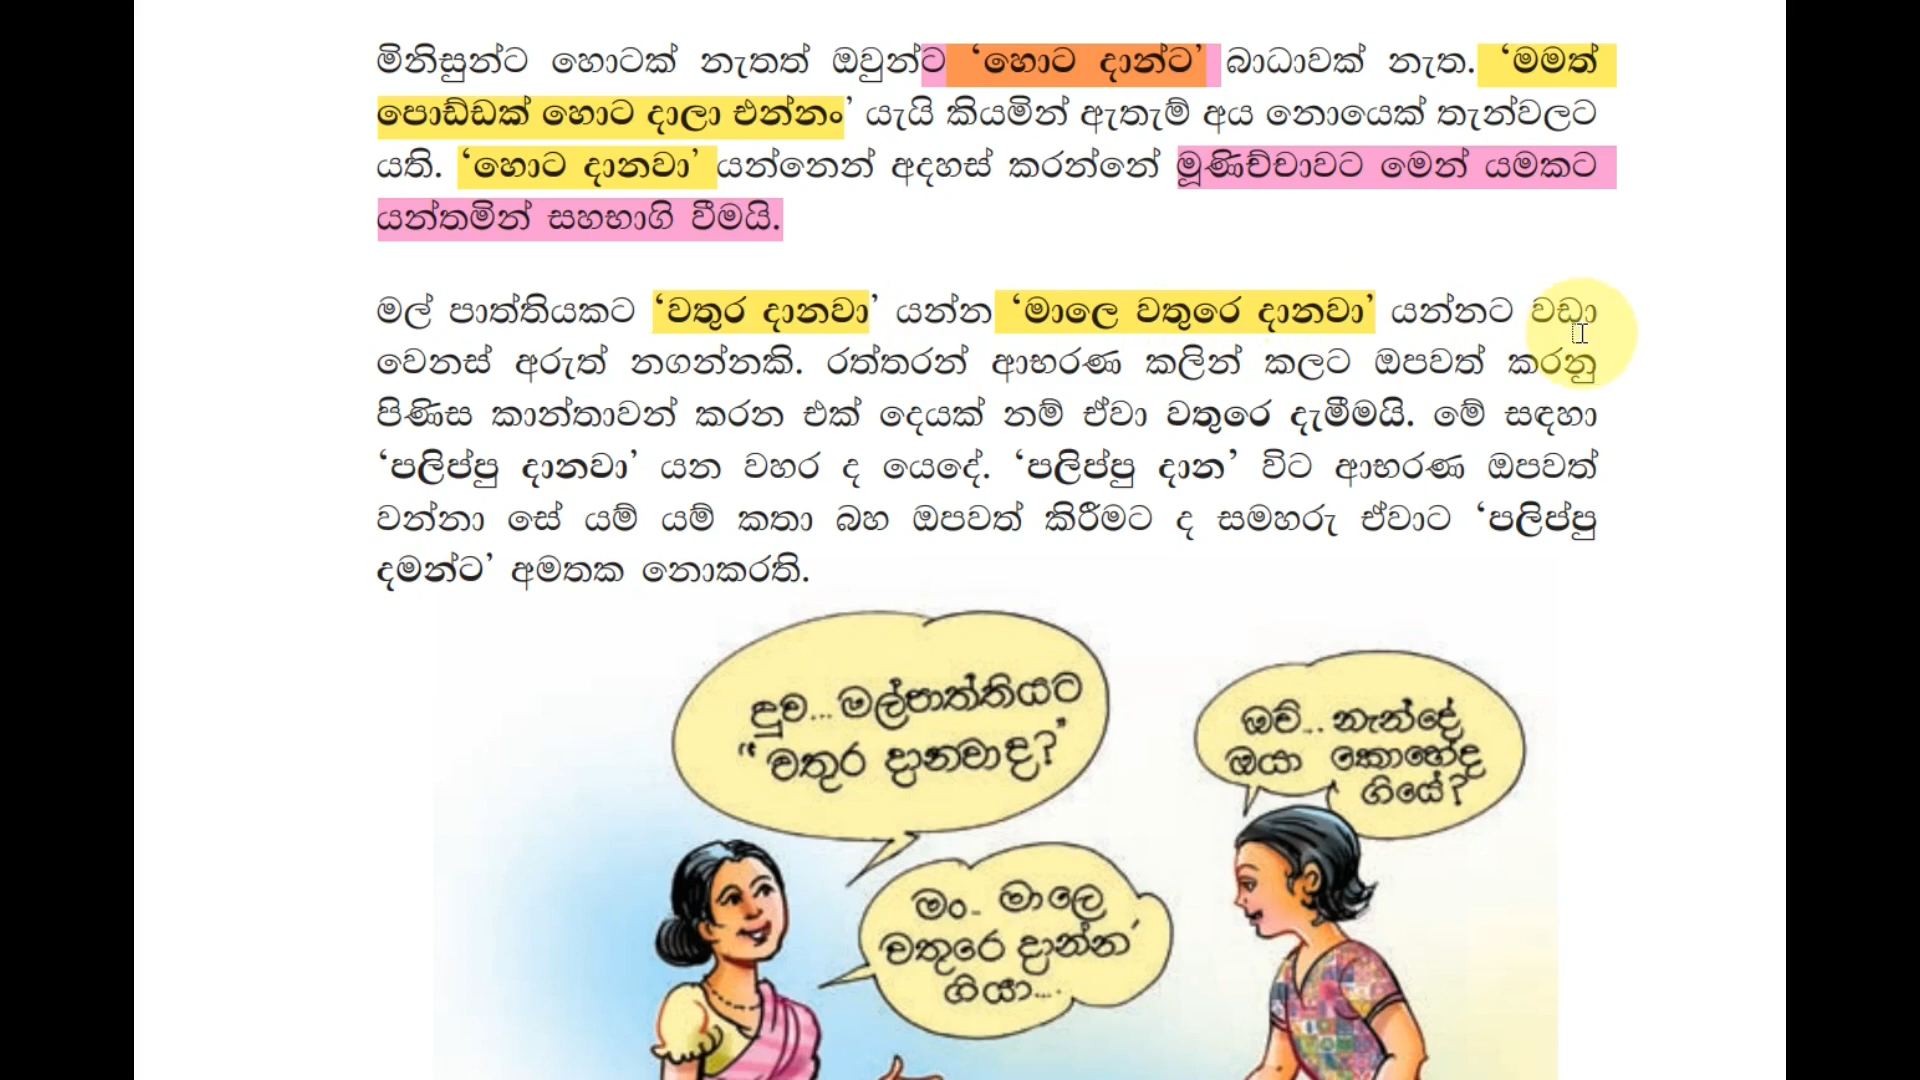 මිනිසුන්ට හොටක් නැතත් ඔවුන්ට ‘හොට දාන්ට’ බාධාවක් නැත. ‘මමත්
පොඩ්ඩක් හොට දාලා එන්නං’ යැයි කියමින් ඇතැම් අය නොයෙක් තැන්වලට
යති. ‘හොට දානවා’ යන්නෙන් අදහස් කරන්නේ මූණිච්චාවට මෙන් යමකට
යන්තමින් සහභාගි වීමයි.
මල් පාත්තියකට ‘වතුර දානවා’ යන්න ‘මාලෙ වතුරෙ දානවා’ යන්නට වඩා
වෙනස් අරුත් නගන්නකි. රත්තරන් ආභරණ කලින් කලට ඔපවත් කරනු
පිණිස කාන්තාවන් කරන එක් දෙයක් නම් ඒවා වතුරෙ දැමීමයි. මේ සඳහා
‘පලිප්පු දානවා’ යන වහර ද යෙදේ. ‘පලිප්පු දාන’ විට ආභරණ ඔපවත්
වන්නා සේ යම් යම් කතා බහ ඔපවත් කිරීමට ද සමහරු ඒවාට ‘පලිප්පු
දමන්ට’ අමතක නොකරති.
දුව... මල්පාත්තියට
“වතුර දානවාද?”
ඔව්... නැන්දේ
ඔයා කොහේද
ගියේ?
මං.. මාලෙ
වතුරෙ දාන්න’
ගියා....